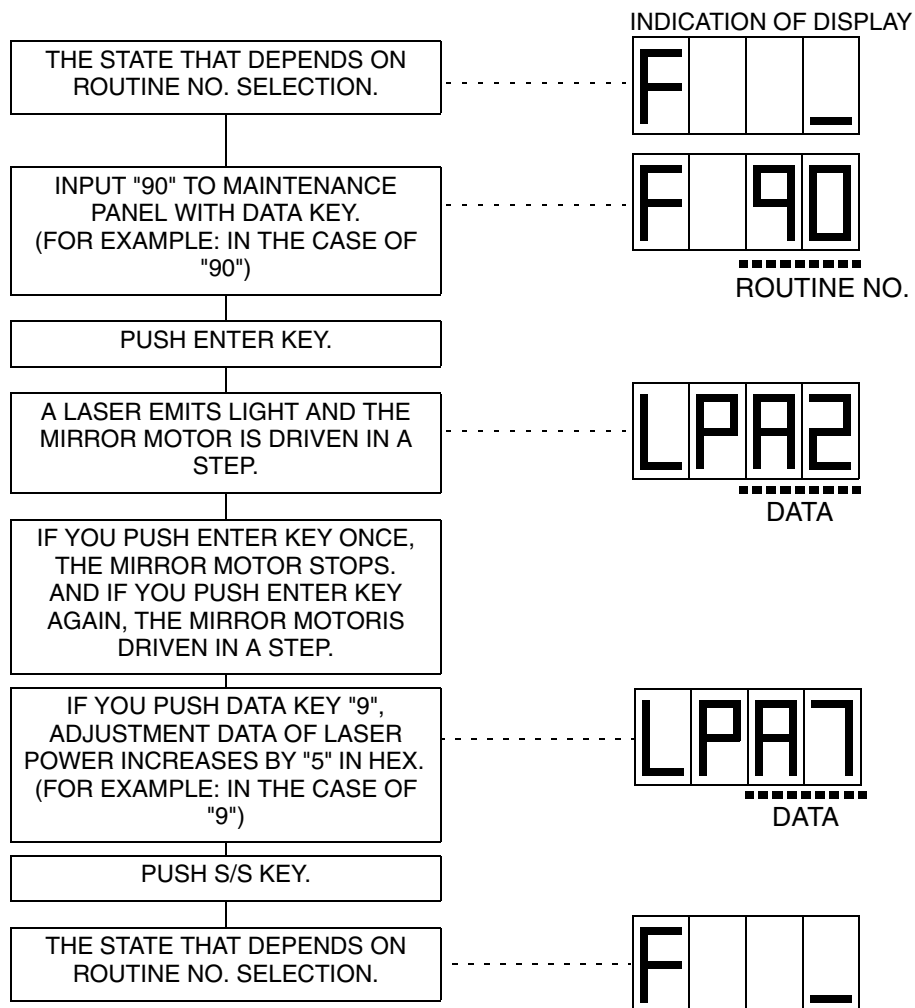 INDICATION OF DISPLAY
THE STATE THAT DEPENDS ON
ROUTINE NO. SELECTION.
F _
INPUT "90" TO MAINTENANCE
PANEL WITH DATA KEY.
(FOR EXAMPLE: IN THE CASE OF
"90")
F 90
ROUTINE NO.
PUSH ENTER KEY.
A LASER EMITS LIGHT AND THE
MIRROR MOTOR IS DRIVEN IN A
STEP.
LPA2
DATA
IF YOU PUSH ENTER KEY ONCE,
THE MIRROR MOTOR STOPS.
AND IF YOU PUSH ENTER KEY
AGAIN, THE MIRROR MOTORIS
DRIVEN IN A STEP.
IF YOU PUSH DATA KEY "9",
ADJUSTMENT DATA OF LASER
POWER INCREASES BY "5" IN HEX.
(FOR EXAMPLE: IN THE CASE OF
"9")
LPA7
DATA
PUSH S/S KEY.
THE STATE THAT DEPENDS ON
ROUTINE NO. SELECTION.
F _